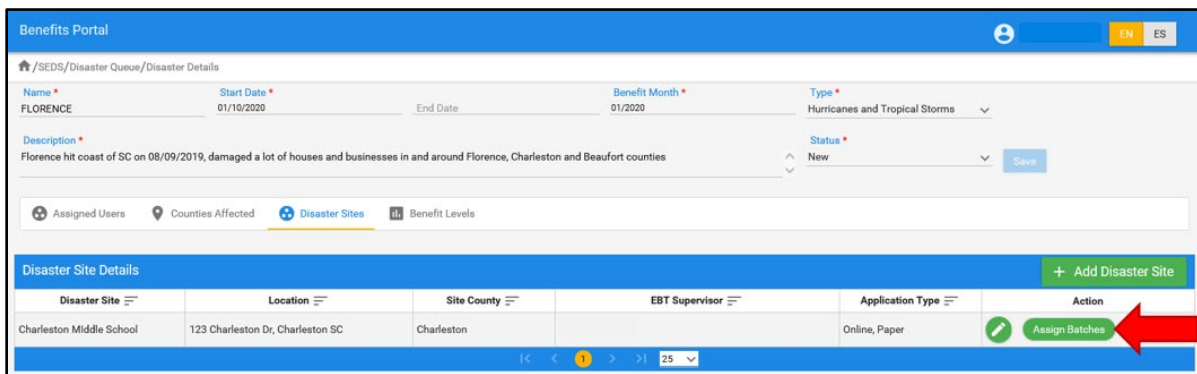 Benefits Portal
EN ES
/SEDS/Disaster Queue/Disaster Details
Name * Start Date * Benefit Month * Type *
FLORENCE 01/10/2020 End Date 01/2020 Hurricanes and Tropical Storms
Description * Status *
Florence hit coast of SC on 08/09/2019, damaged a lot of houses and businesses in and around Florence, Charleston and Beaufort counties New Save
Assigned Users Counties Affected Disaster Sites Benefit Levels
Disaster Site Details + Add Disaster Site
Disaster Site Location Site County EBT Supervisor Application Type Action
Charleston MIddle School 123 Charleston Dr, Charleston SC Charleston Online, Paper Assign Batches
1 25